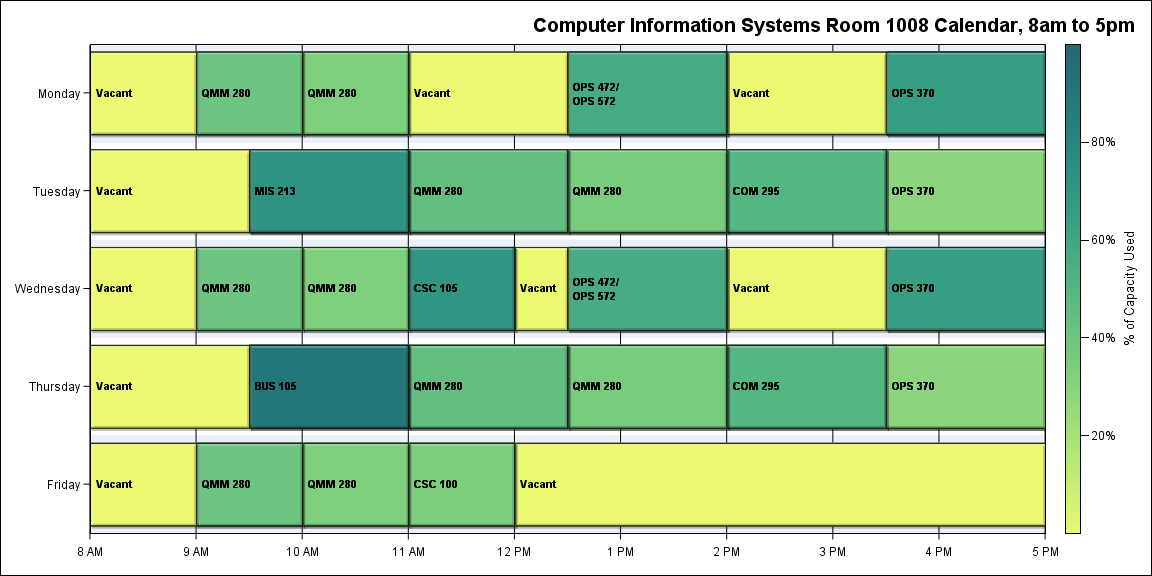 Computer Information Systems Room 1008 Calendar, 8am to 5pm
Monday
Vacant
QMM 280
QMM 280
Vacant
OPS 472/
OPS 572
Vacant
OPS 370
Tuesday
Vacant
MIS 213
QMM 280
QMM 280
COM 295
OPS 370
Wednesday
Vacant
QMM 280
QMM 280
CSC 105
Vacant
OPS 472/
OPS 572
Vacant
OPS 370
Thursday
Vacant
BUS 105
QMM 280
QMM 280
COM 295
OPS 370
Friday
Vacant
QMM 280
QMM 280
CSC 100
Vacant
8 AM
9 AM
10 AM
11 AM
12 PM
1 PM
2 PM
3 PM
4 PM
5 PM
80%
60%
40%
20%
% of Capacity Used